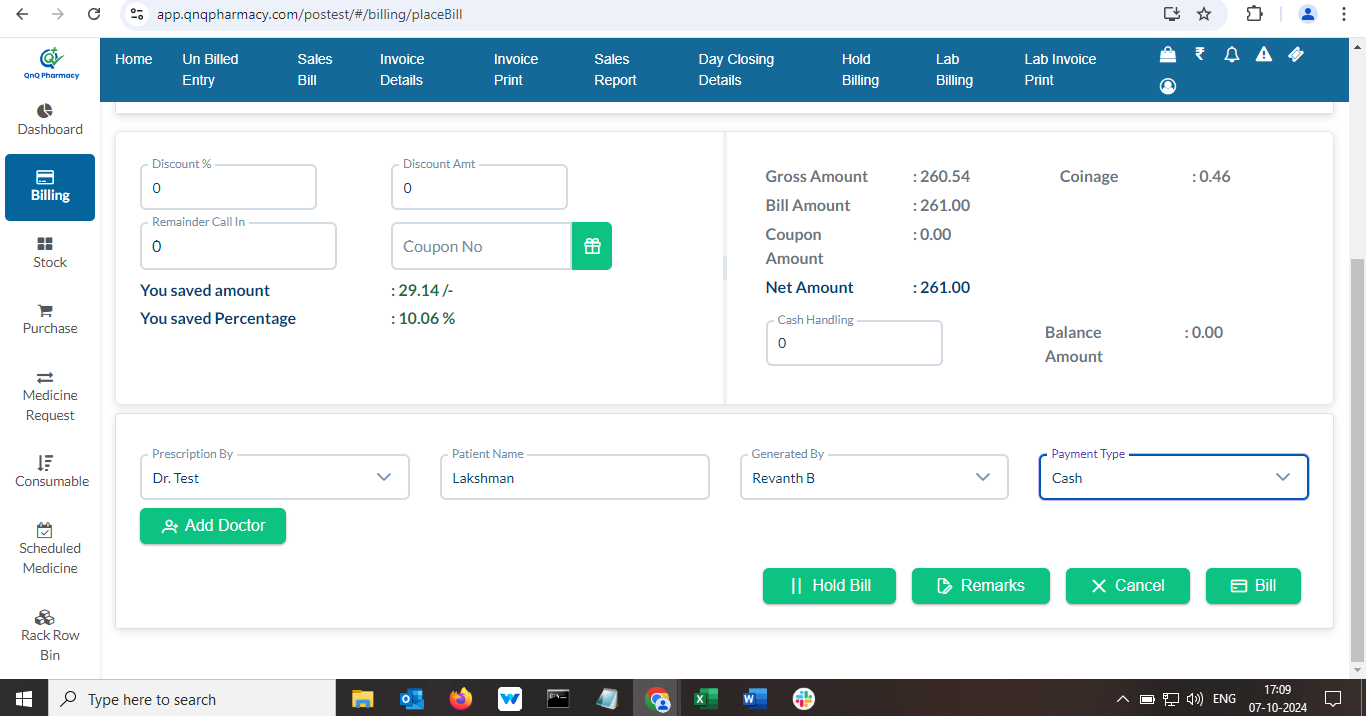 app.qnqpharmacy.com/postest/#/billing/placeBill
QnQ Pharmacy
Home
Un Billed
Entry
Sales
Bill
Invoice
Details
Invoice
Print
Sales
Report
Day Closing
Details
Hold
Billing
Lab
Billing
Lab Invoice
Print
Dashboard
Billing
Stock
Purchase
Medicine
Request
Consumable
Scheduled
Medicine
Rack Row
Bin
Discount %
0
Discount Amt
0
Remainder Call In
0
Coupon No
You saved amount : 29.14 /-
You saved Percentage : 10.06 %
Gross Amount : 260.54
Coinage : 0.46
Bill Amount : 261.00
Coupon
Amount : 0.00
Net Amount : 261.00
Cash Handling
0
Balance
Amount : 0.00
Prescription By
Dr. Test
Patient Name
Lakshman
Generated By
Revanth B
Payment Type
Cash
Add Doctor
Hold Bill
Remarks
Cancel
Bill
Type here to search
ENG
17:09
07-10-2024